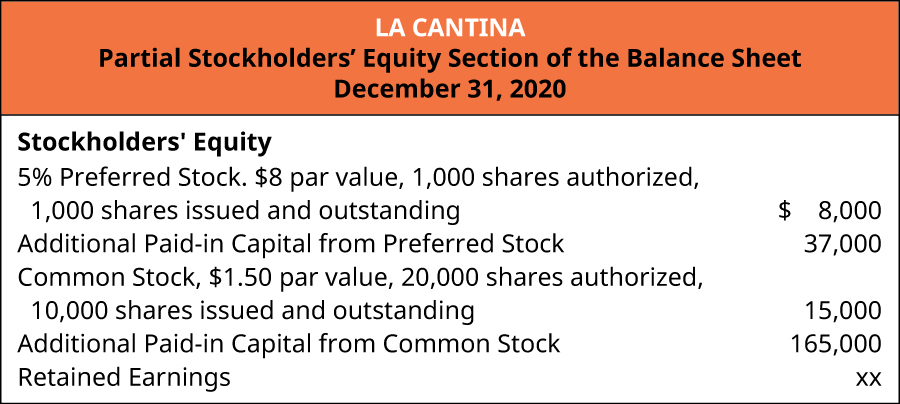 LA CANTINA
Partial Stockholders’ Equity Section of the Balance Sheet
December 31, 2020
Stockholders' Equity
5% Preferred Stock. $8 par value, 1,000 shares authorized,
1,000 shares issued and outstanding $ 8,000
Additional Paid-in Capital from Preferred Stock 37,000
Common Stock, $1.50 par value, 20,000 shares authorized,
10,000 shares issued and outstanding 15,000
Additional Paid-in Capital from Common Stock 165,000
Retained Earnings xx